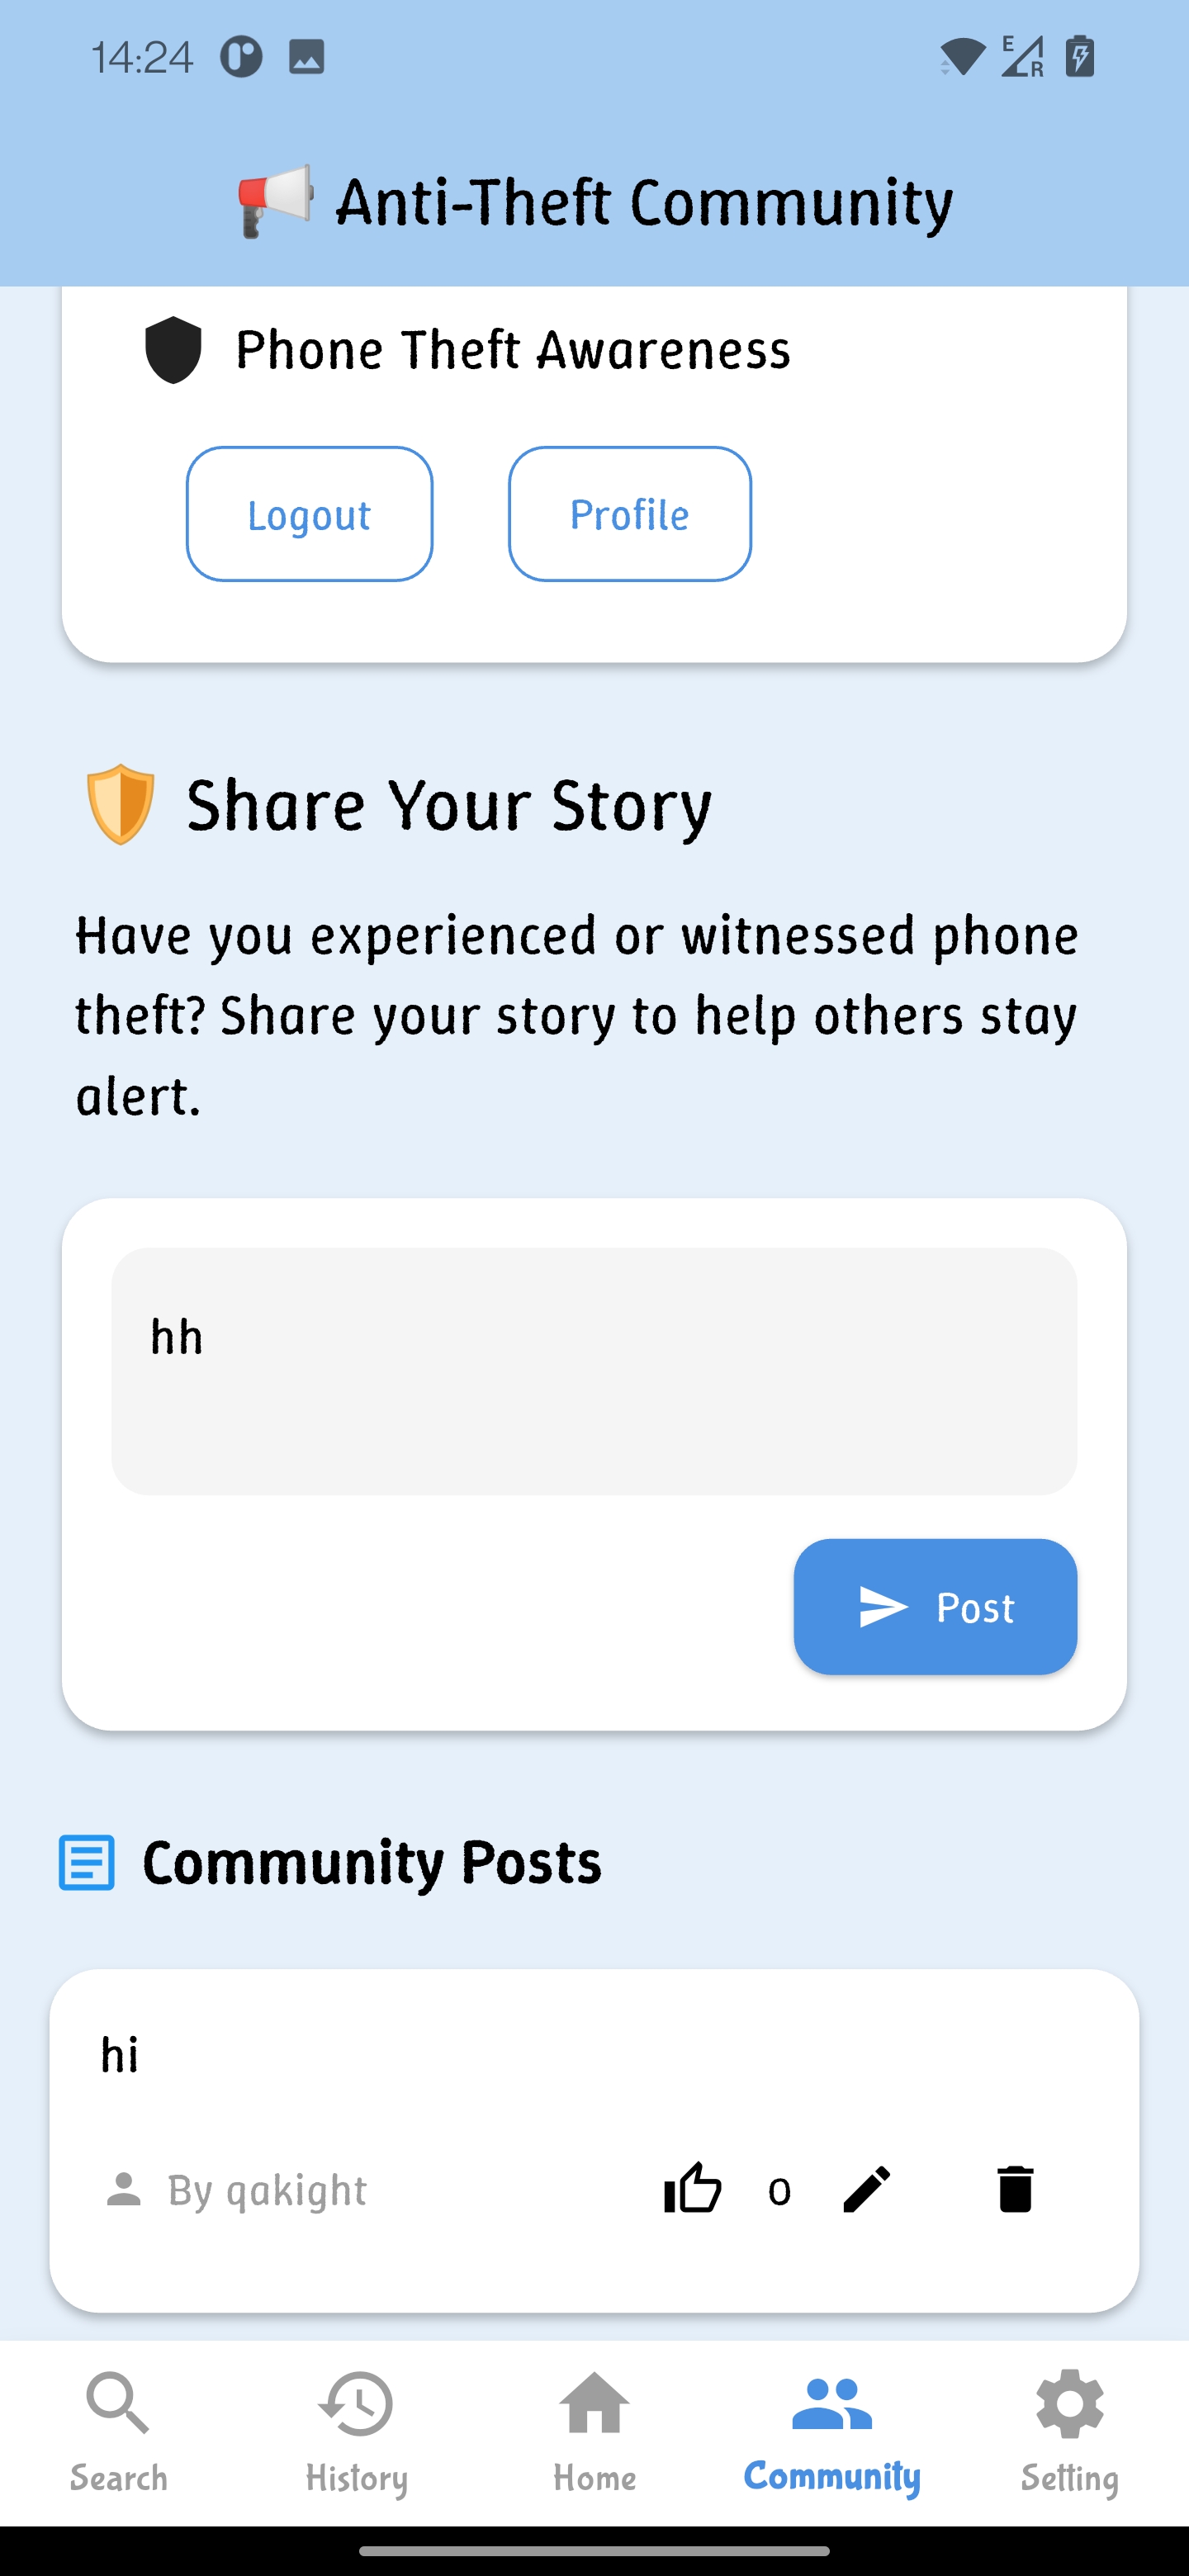 14:24
E
R
Anti-Theft Community
Phone Theft Awareness
Logout
Profile
Share Your Story
Have you experienced or witnessed phone
theft? Share your story to help others stay
alert.
hh
Post
Community Posts
hi
By qakight
0
Search
History
Home
Community
Setting